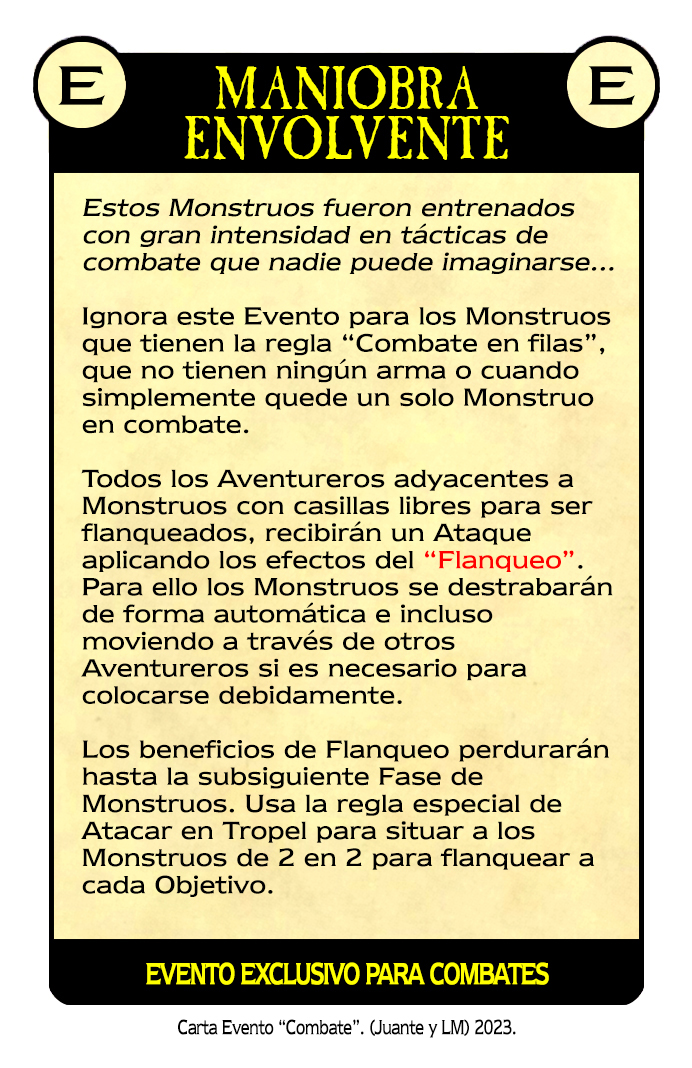 E
E
MANIOBRA
ENVOLVENTE
Estos Monstruos fueron entrenados
con gran intensidad en tácticas de
combate que nadie puede imaginarse...
Ignora este Evento para los Monstruos
que tienen la regla “Combate en filas”,
que no tienen ningún arma o cuando
simplemente quede un solo Monstruo
en combate.
Todos los Aventureros adyacentes a
Monstruos con casillas libres para ser
flanqueados, recibirán un Ataque
aplicando los efectos del “Flanqueo”.
Para ello los Monstruos se destrabarán
de forma automática e incluso
moviendo a través de otros
Aventureros si es necesario para
colocarse debidamente.
Los beneficios de Flanqueo perdurarán
hasta la subsiguiente Fase de
Monstruos. Usa la regla especial de
Atacar en Tropel para situar a los
Monstruos de 2 en 2 para flanquear a
cada Objetivo.
EVENTO EXCLUSIVO PARA COMBATES
Carta Evento “Combate”. (Juante y LM) 2023.